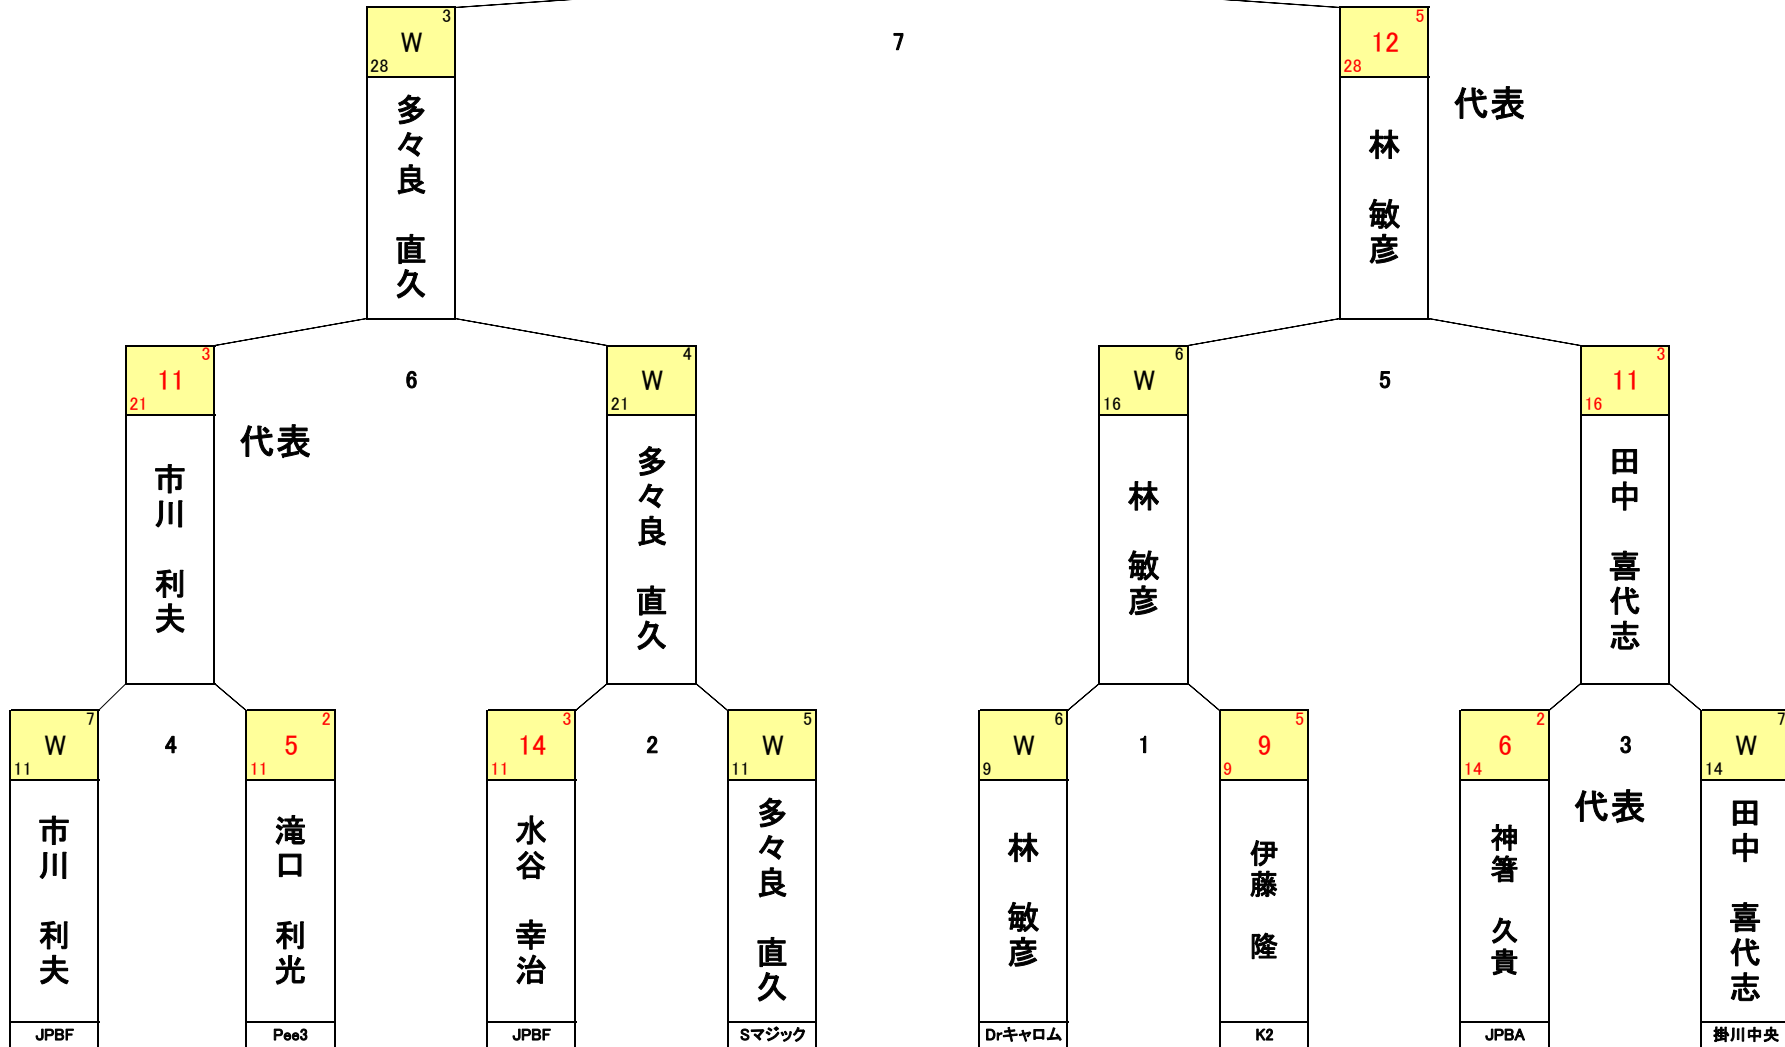 3
W
28
7
5
12
28
多々良 直久
代表
林 敏彦
3
11
21
6
4
W
21
6
W
16
5
3
11
16
市川 利夫
代表
多々良 直久
林 敏彦
田中 喜代志
7
W
11
4
2
5
11
3
14
11
2
5
W
11
6
W
9
1
5
9
9
2
6
14
3
7
W
14
代表
市川 利夫
滝口 利光
水谷 幸治
多々良 直久
林 敏彦
伊藤 隆
神箸 久貴
田中 喜代志
JPBF
Pee3
JPBF
Sマジック
Drキャロム
K2
JPBA
掛川中央